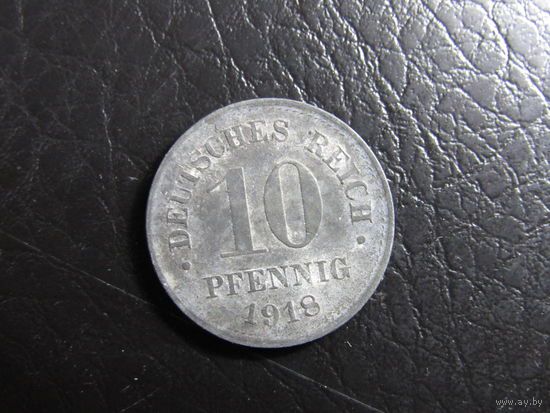 · DEUTSCHES REICH ·
10
PFENNIG
1918
www.ay.by